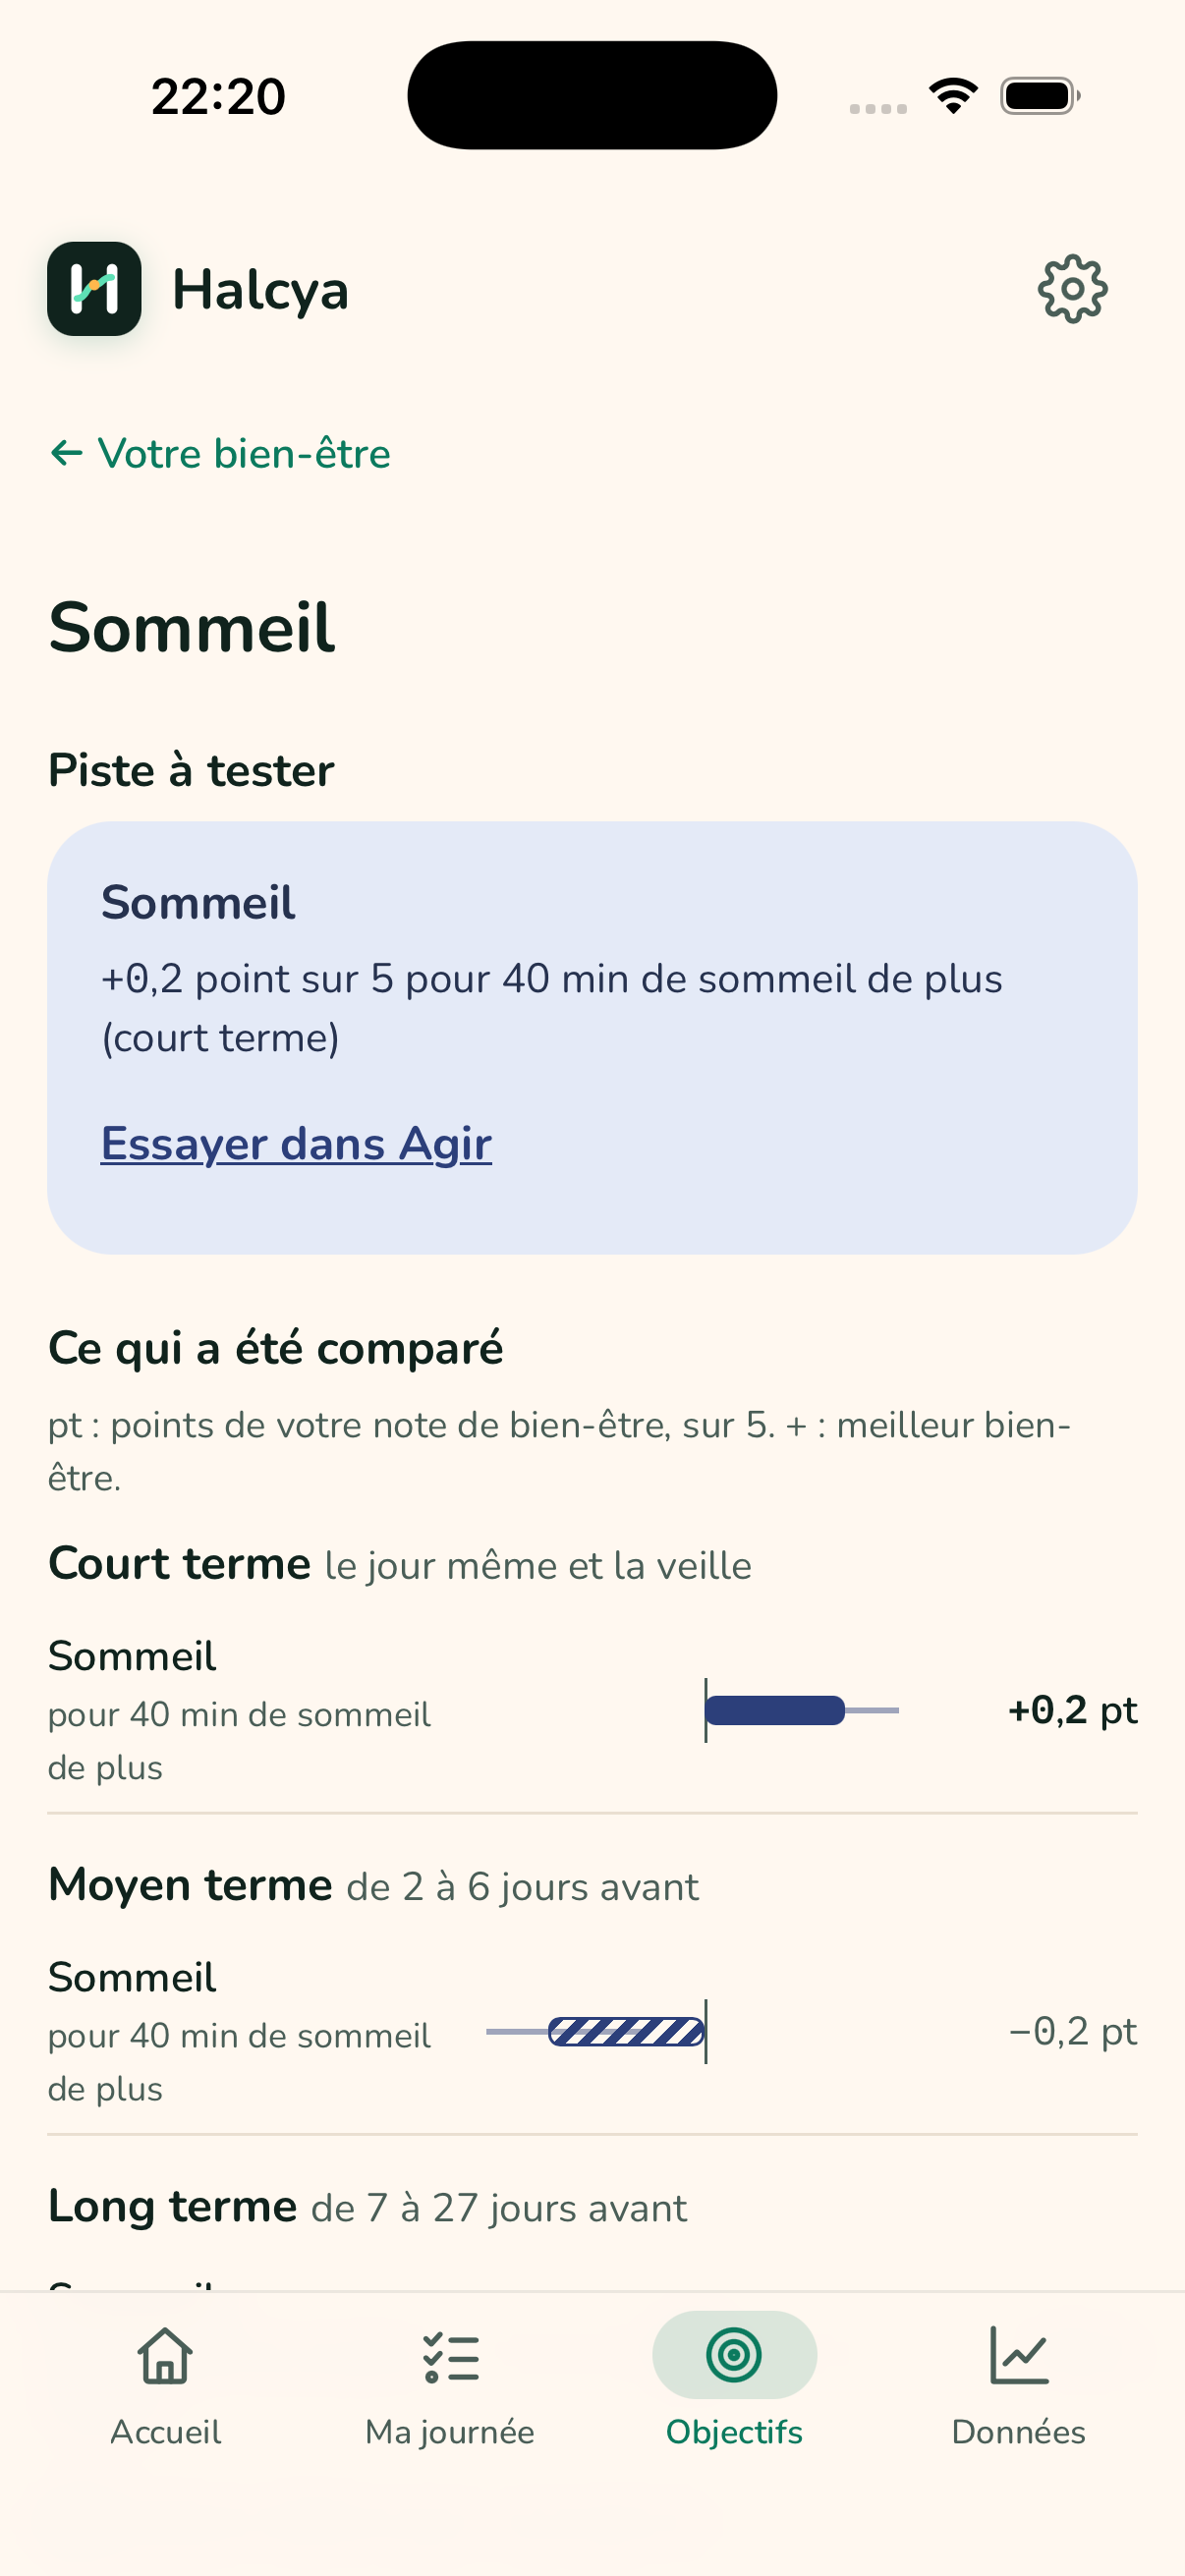 22:20
Halcya
← Votre bien-être
Sommeil
Piste à tester
Sommeil
+0,2 point sur 5 pour 40 min de sommeil de plus
(court terme)
Essayer dans Agir
Ce qui a été comparé
pt : points de votre note de bien-être, sur 5. + : meilleur bien-
être.
Court terme le jour même et la veille
Sommeil
pour 40 min de sommeil
de plus
+0,2 pt
Moyen terme de 2 à 6 jours avant
Sommeil
pour 40 min de sommeil
de plus
−0,2 pt
Long terme de 7 à 27 jours avant
Accueil
Ma journée
Objectifs
Données